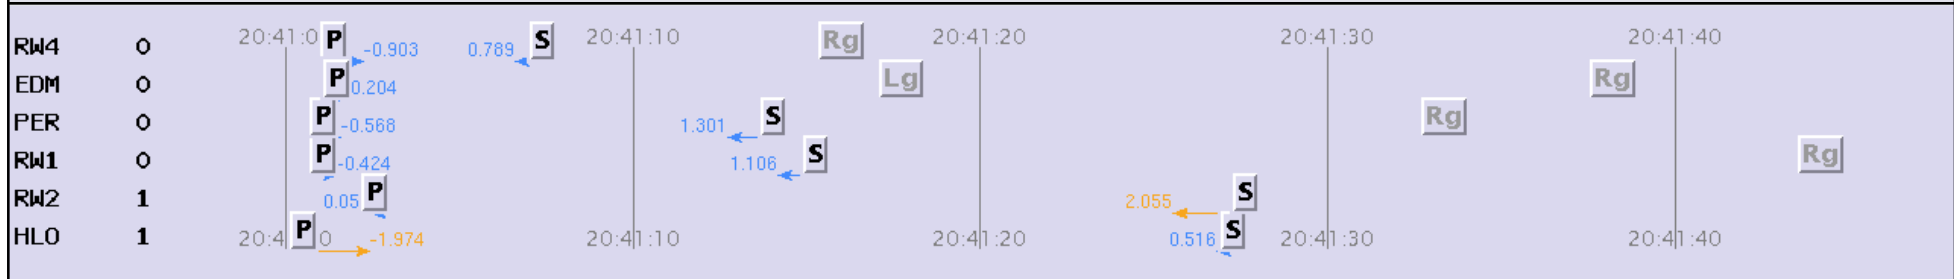 20:41:0 20:41:10 20:41:20 20:41:30 20:41:40
RW4 0 P -0.903 0.789 S Rg
EDM 0 P 0.204 Lg Rg
PER 0 P -0.568 1.301 S Rg
RW1 0 P -0.424 1.106 S Rg
RW2 1 0.05 P 2.055 S
HLO 1 P -1.974 0.516 S
20:4 0 20:41:10 20:41:20 20:41:30 20:41:40